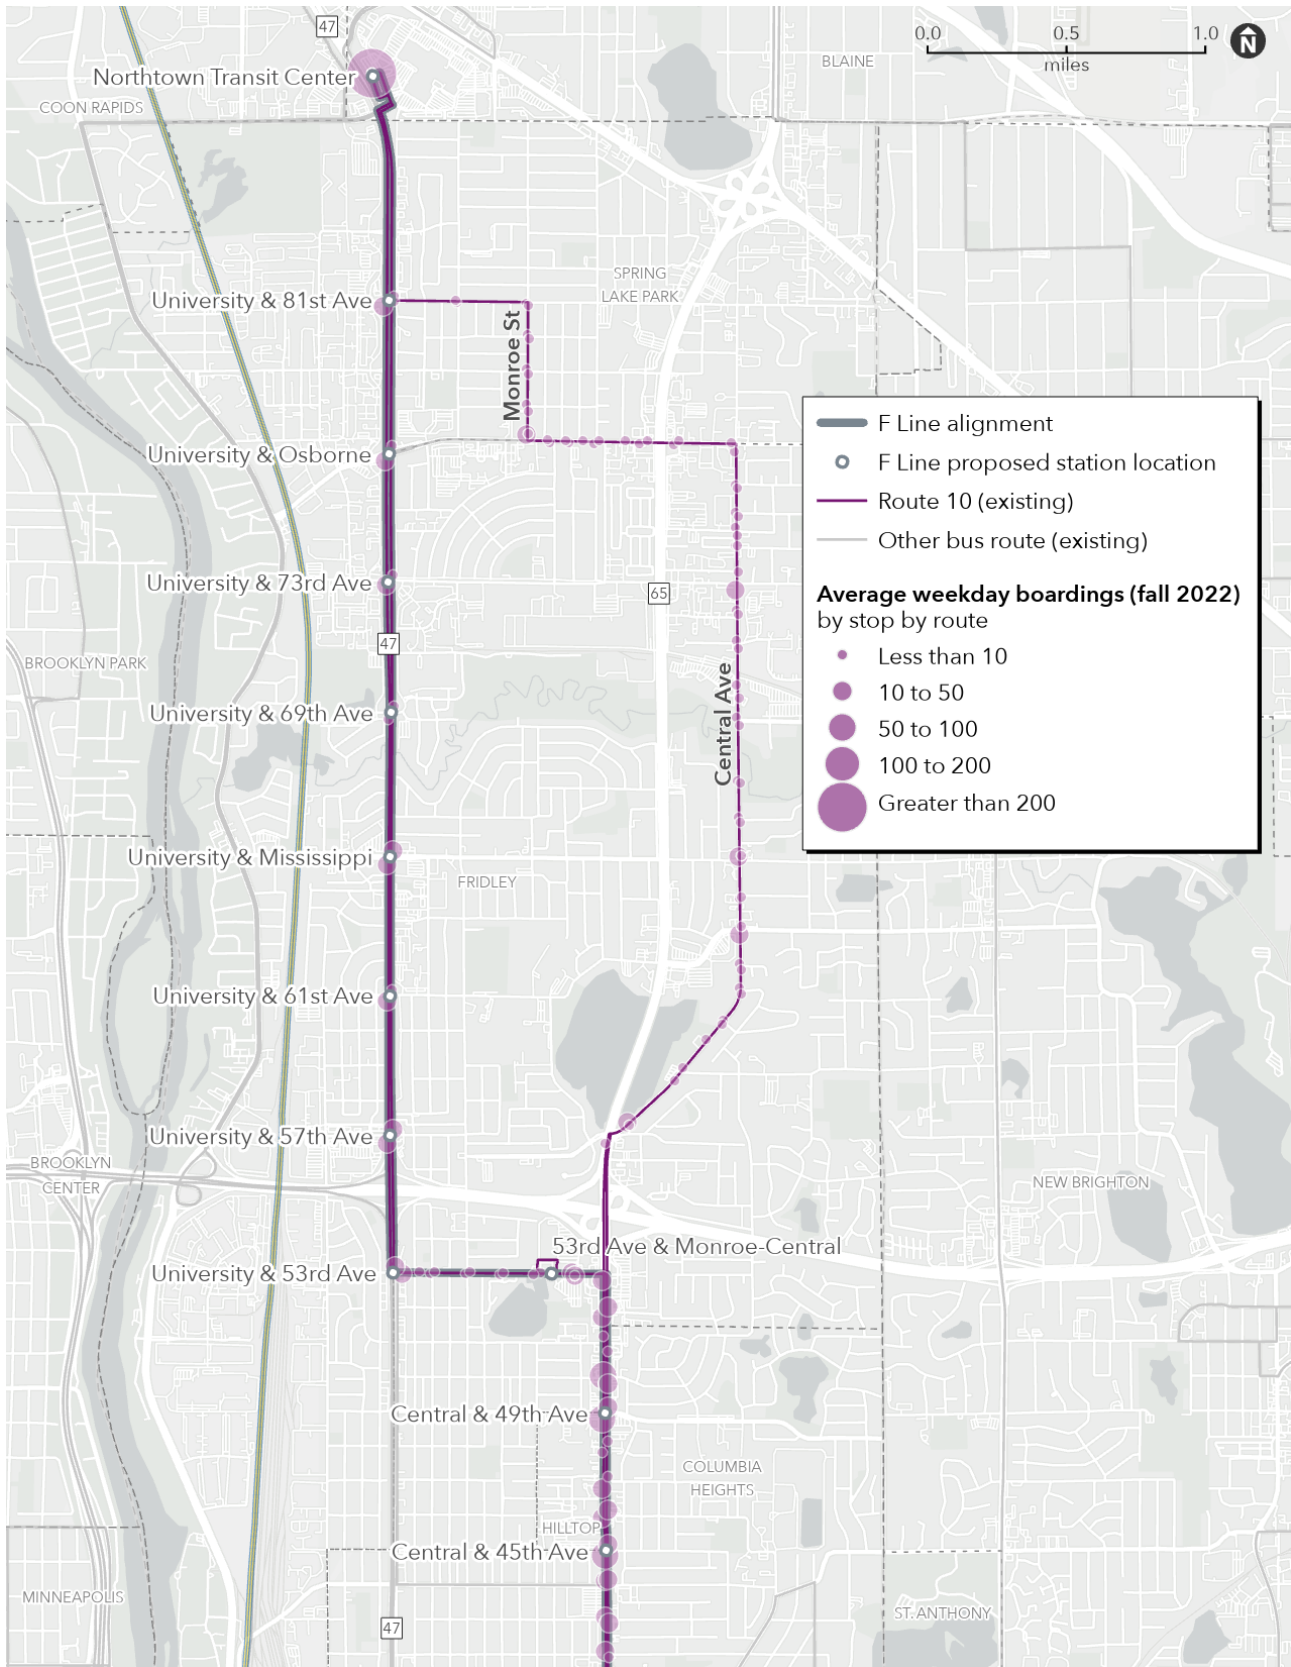 47
0.0 0.5 1.0
miles
N
BLAINE
Northtown Transit Center
COON RAPIDS
SPRING
LAKE PARK
University & 81st Ave
Monroe St
University & Osborne
University & 73rd Ave
65
47
BROOKLYN PARK
University & 69th Ave
Central Ave
F Line alignment
F Line proposed station location
Route 10 (existing)
Other bus route (existing)
Average weekday boardings (fall 2022)
by stop by route
Less than 10
10 to 50
50 to 100
100 to 200
Greater than 200
University & Mississippi
FRIDLEY
University & 61st Ave
University & 57th Ave
BROOKLYN
CENTER
NEW BRIGHTON
53rd Ave & Monroe-Central
University & 53rd Ave
Central & 49th Ave
COLUMBIA
HEIGHTS
HILLTOP
Central & 45th Ave
MINNEAPOLIS
ST. ANTHONY
47